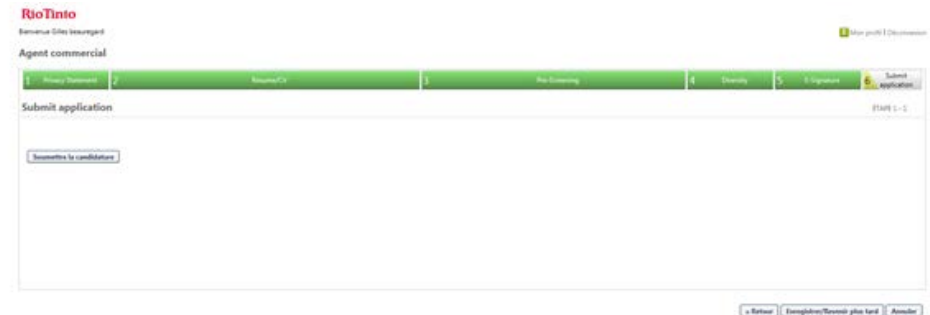 RioTinto
Bienvenue Gilles beauregard
Mon profil | Déconnexion
Agent commercial
1 Privacy Statement 2 Resume/CV 3 Pre-Screening 4 Diversity 5 E-Signature 6 Submit application
Submit application
Soumettre la candidature
« Retour Enregistrer/Revenir plus tard Annuler